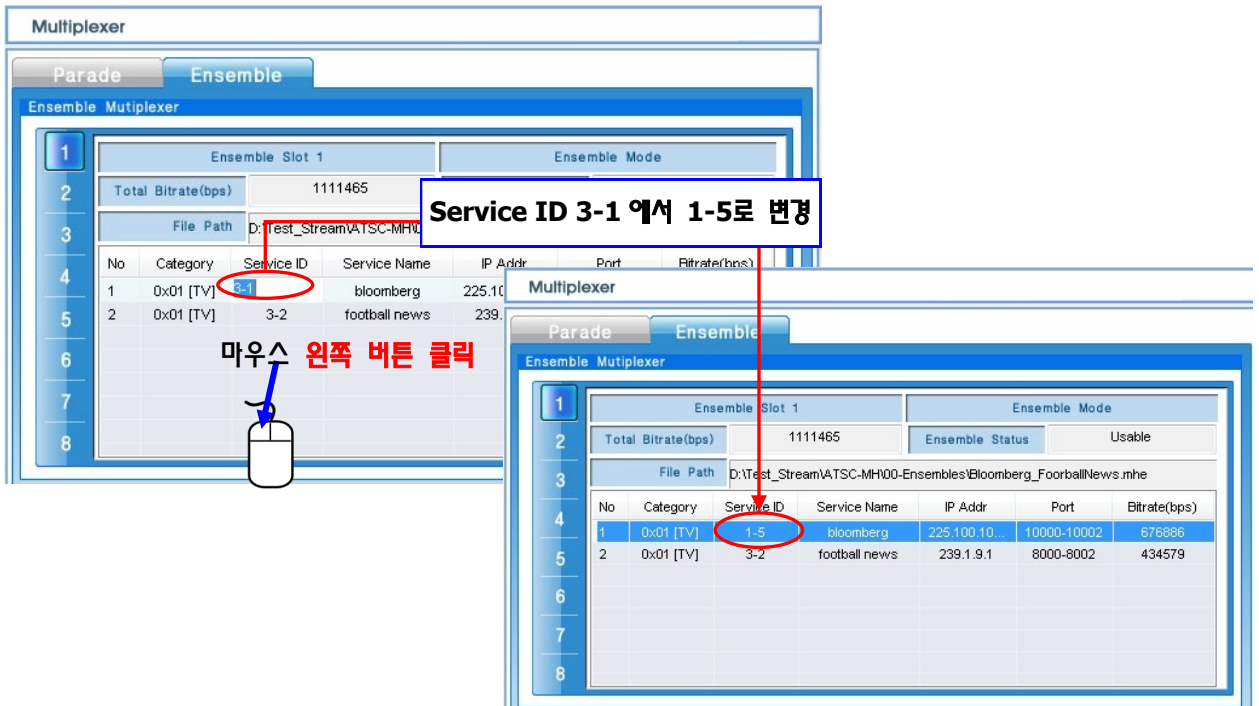 Multiplexer
Parade Ensemble
Ensemble Mutiplexer
1 2 3 4 5 6 7 8
Ensemble Slot 1 Ensemble Mode
Total Bitrate(bps) 1111465
File Path D:\Test_Stream\ATSC-MH\0
No Category Service ID Service Name IP Addr Port Bitrate(bps)
1 0x01 [TV] 3-1 bloomberg 225.10
2 0x01 [TV] 3-2 football news 239.
Service ID 3-1 에서 1-5로 변경
마우스 왼쪽 버튼 클릭
Multiplexer
Parade Ensemble
Ensemble Mutiplexer
1 2 3 4 5 6 7 8
Ensemble Slot 1 Ensemble Mode
Total Bitrate(bps) 1111465 Ensemble Status Usable
File Path D:\Test_Stream\ATSC-MH\00-Ensembles\Bloomberg_FoorballNews.mhe
No Category Service ID Service Name IP Addr Port Bitrate(bps)
1 0x01 [TV] 1-5 bloomberg 225.100.10... 10000-10002 676886
2 0x01 [TV] 3-2 football news 239.1.9.1 8000-8002 434579